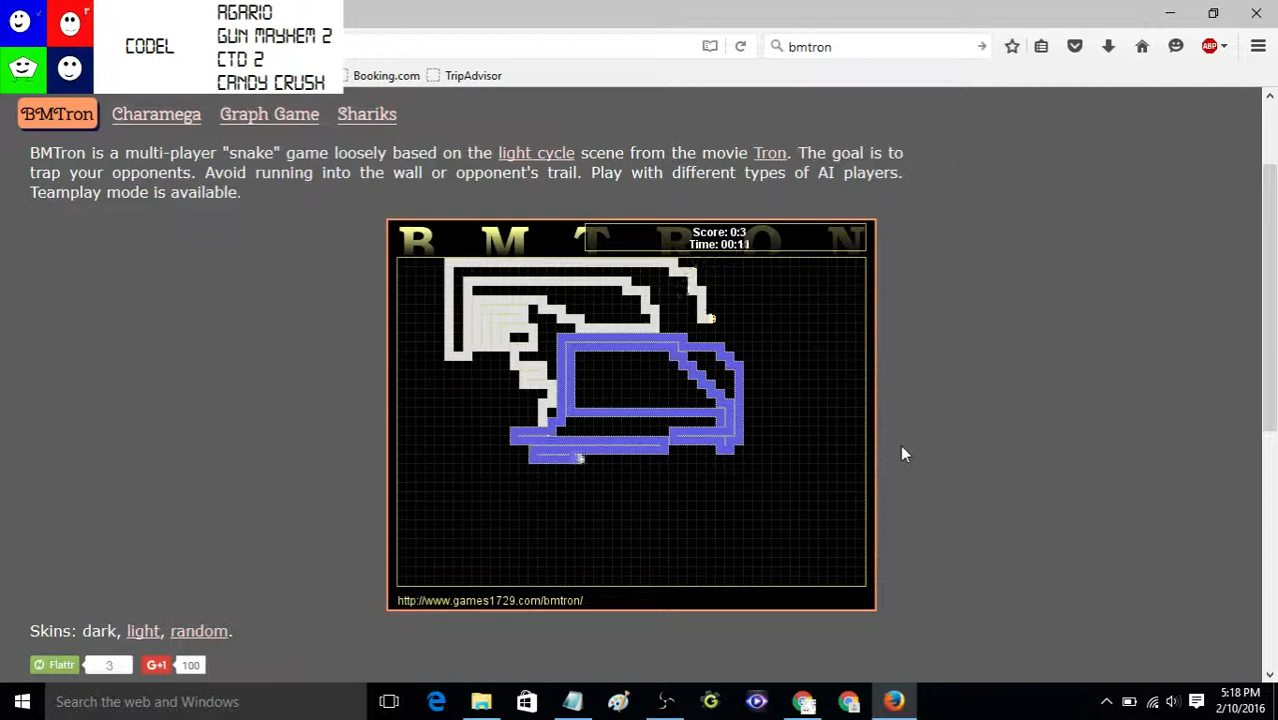 AGARIO
GUN MAYHEM 2
CODEL
CTD 2
CANDY CRUSH
bmtron
ABP
Booking.com
TripAdvisor
BMTron Charamega Graph Game Shariks
BMTron is a multi-player "snake" game loosely based on the light cycle scene from the movie Tron. The goal is to
trap your opponents. Avoid running into the wall or opponent's trail. Play with different types of AI players.
Teamplay mode is available.
B M T R O N
Score: 0:3
Time: 00:11
http://www.games1729.com/bmtron/
Skins: dark, light, random.
Flattr 3 G+1 100
Search the web and Windows
5:18 PM
2/10/2016